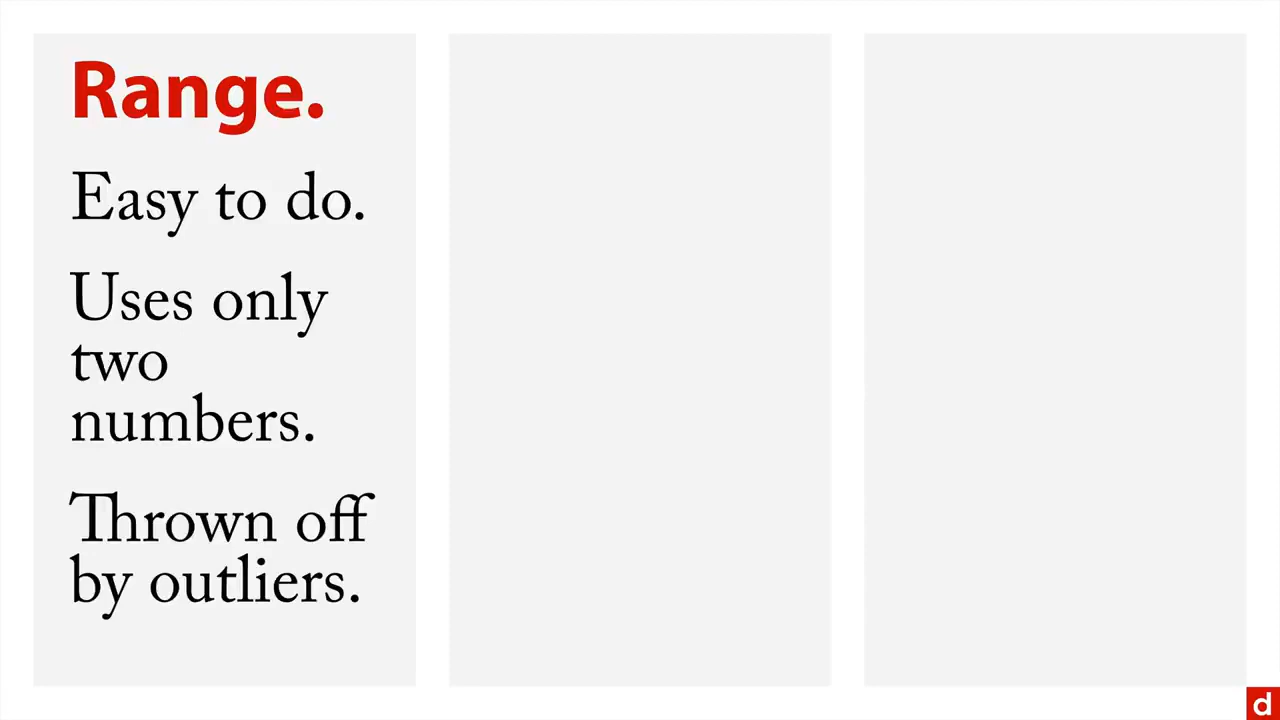 Range.
Easy to do.
Uses only
two
numbers.
Thrown off
by outliers.
d